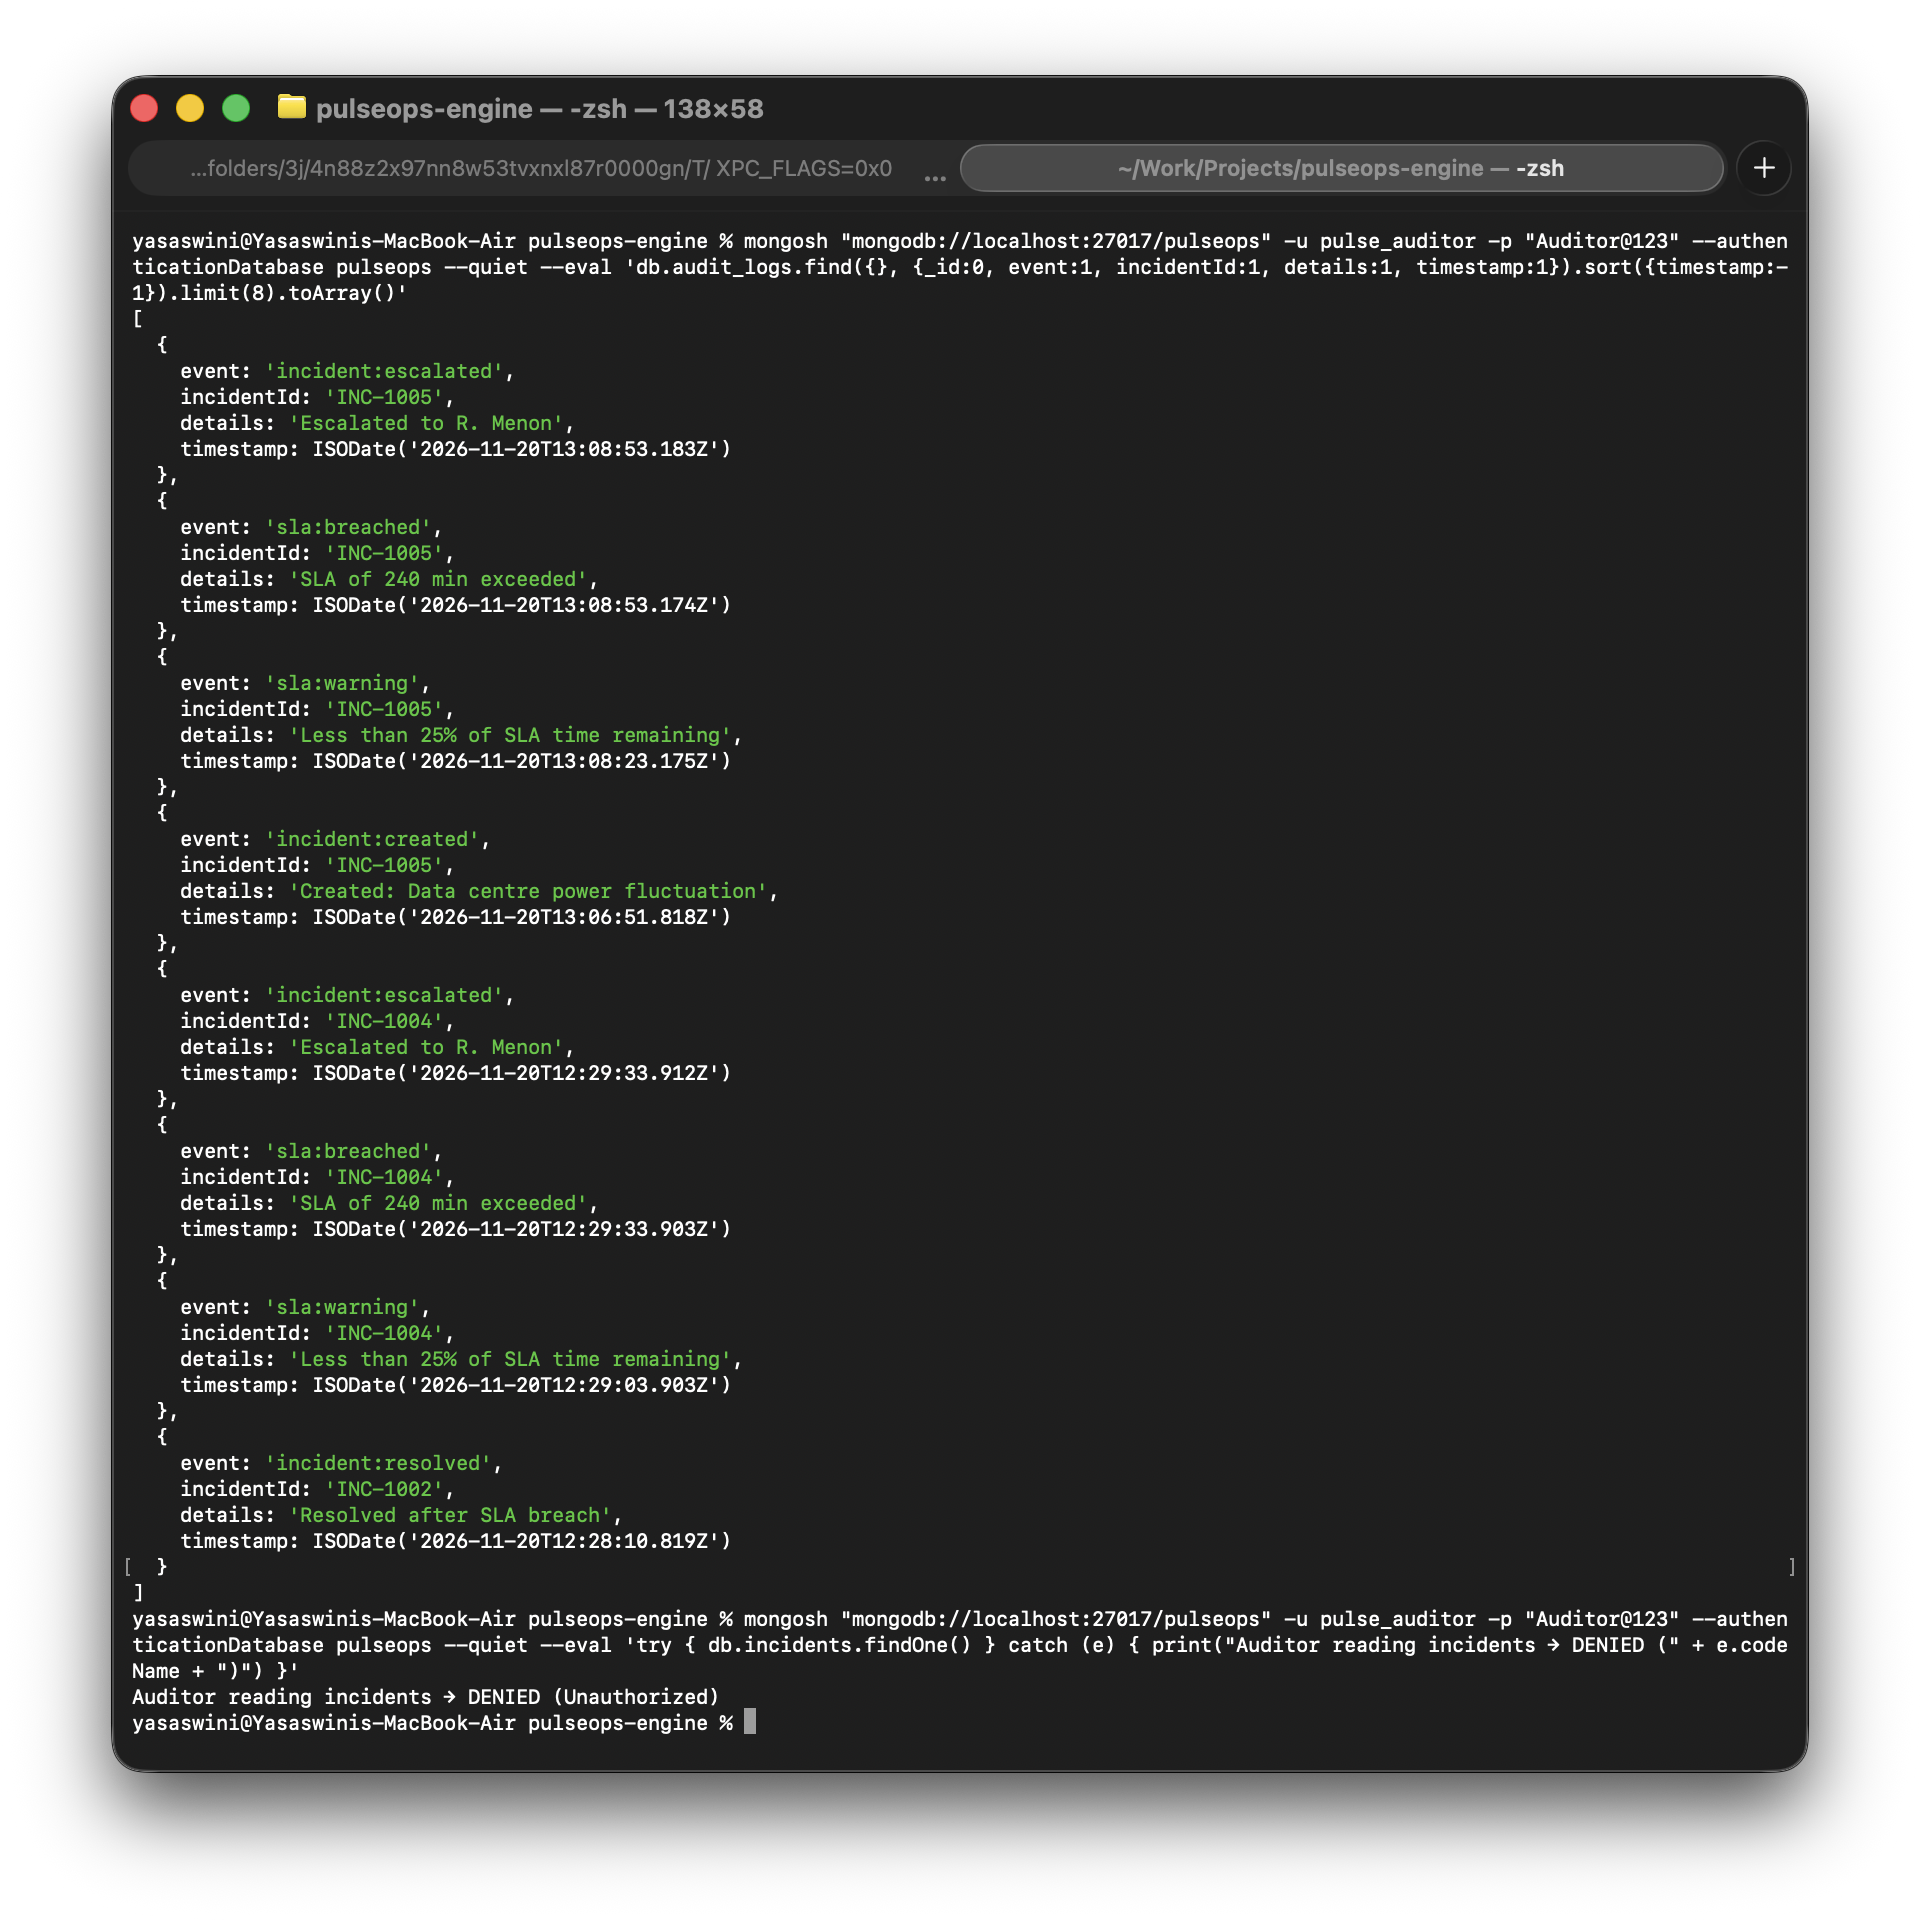 pulseops-engine — -zsh — 138×58
...folders/3j/4n88z2x97nn8w53tvxnxl87r0000gn/T/ XPC_FLAGS=0x0 ...
~/Work/Projects/pulseops-engine — -zsh
+
yasaswini@Yasaswinis-MacBook-Air pulseops-engine % mongosh "mongodb://localhost:27017/pulseops" -u pulse_auditor -p "Auditor@123" --authen
ticationDatabase pulseops --quiet --eval 'db.audit_logs.find({}, {_id:0, event:1, incidentId:1, details:1, timestamp:1}).sort({timestamp:-
1}).limit(8).toArray()'
[
  {
    event: 'incident:escalated',
    incidentId: 'INC-1005',
    details: 'Escalated to R. Menon',
    timestamp: ISODate('2026-11-20T13:08:53.183Z')
  },
  {
    event: 'sla:breached',
    incidentId: 'INC-1005',
    details: 'SLA of 240 min exceeded',
    timestamp: ISODate('2026-11-20T13:08:53.174Z')
  },
  {
    event: 'sla:warning',
    incidentId: 'INC-1005',
    details: 'Less than 25% of SLA time remaining',
    timestamp: ISODate('2026-11-20T13:08:23.175Z')
  },
  {
    event: 'incident:created',
    incidentId: 'INC-1005',
    details: 'Created: Data centre power fluctuation',
    timestamp: ISODate('2026-11-20T13:06:51.818Z')
  },
  {
    event: 'incident:escalated',
    incidentId: 'INC-1004',
    details: 'Escalated to R. Menon',
    timestamp: ISODate('2026-11-20T12:29:33.912Z')
  },
  {
    event: 'sla:breached',
    incidentId: 'INC-1004',
    details: 'SLA of 240 min exceeded',
    timestamp: ISODate('2026-11-20T12:29:33.903Z')
  },
  {
    event: 'sla:warning',
    incidentId: 'INC-1004',
    details: 'Less than 25% of SLA time remaining',
    timestamp: ISODate('2026-11-20T12:29:03.903Z')
  },
  {
    event: 'incident:resolved',
    incidentId: 'INC-1002',
    details: 'Resolved after SLA breach',
    timestamp: ISODate('2026-11-20T12:28:10.819Z')
[  } ]
]
yasaswini@Yasaswinis-MacBook-Air pulseops-engine % mongosh "mongodb://localhost:27017/pulseops" -u pulse_auditor -p "Auditor@123" --authen
ticationDatabase pulseops --quiet --eval 'try { db.incidents.findOne() } catch (e) { print("Auditor reading incidents → DENIED (" + e.code
Name + ")") }'
Auditor reading incidents → DENIED (Unauthorized)
yasaswini@Yasaswinis-MacBook-Air pulseops-engine %